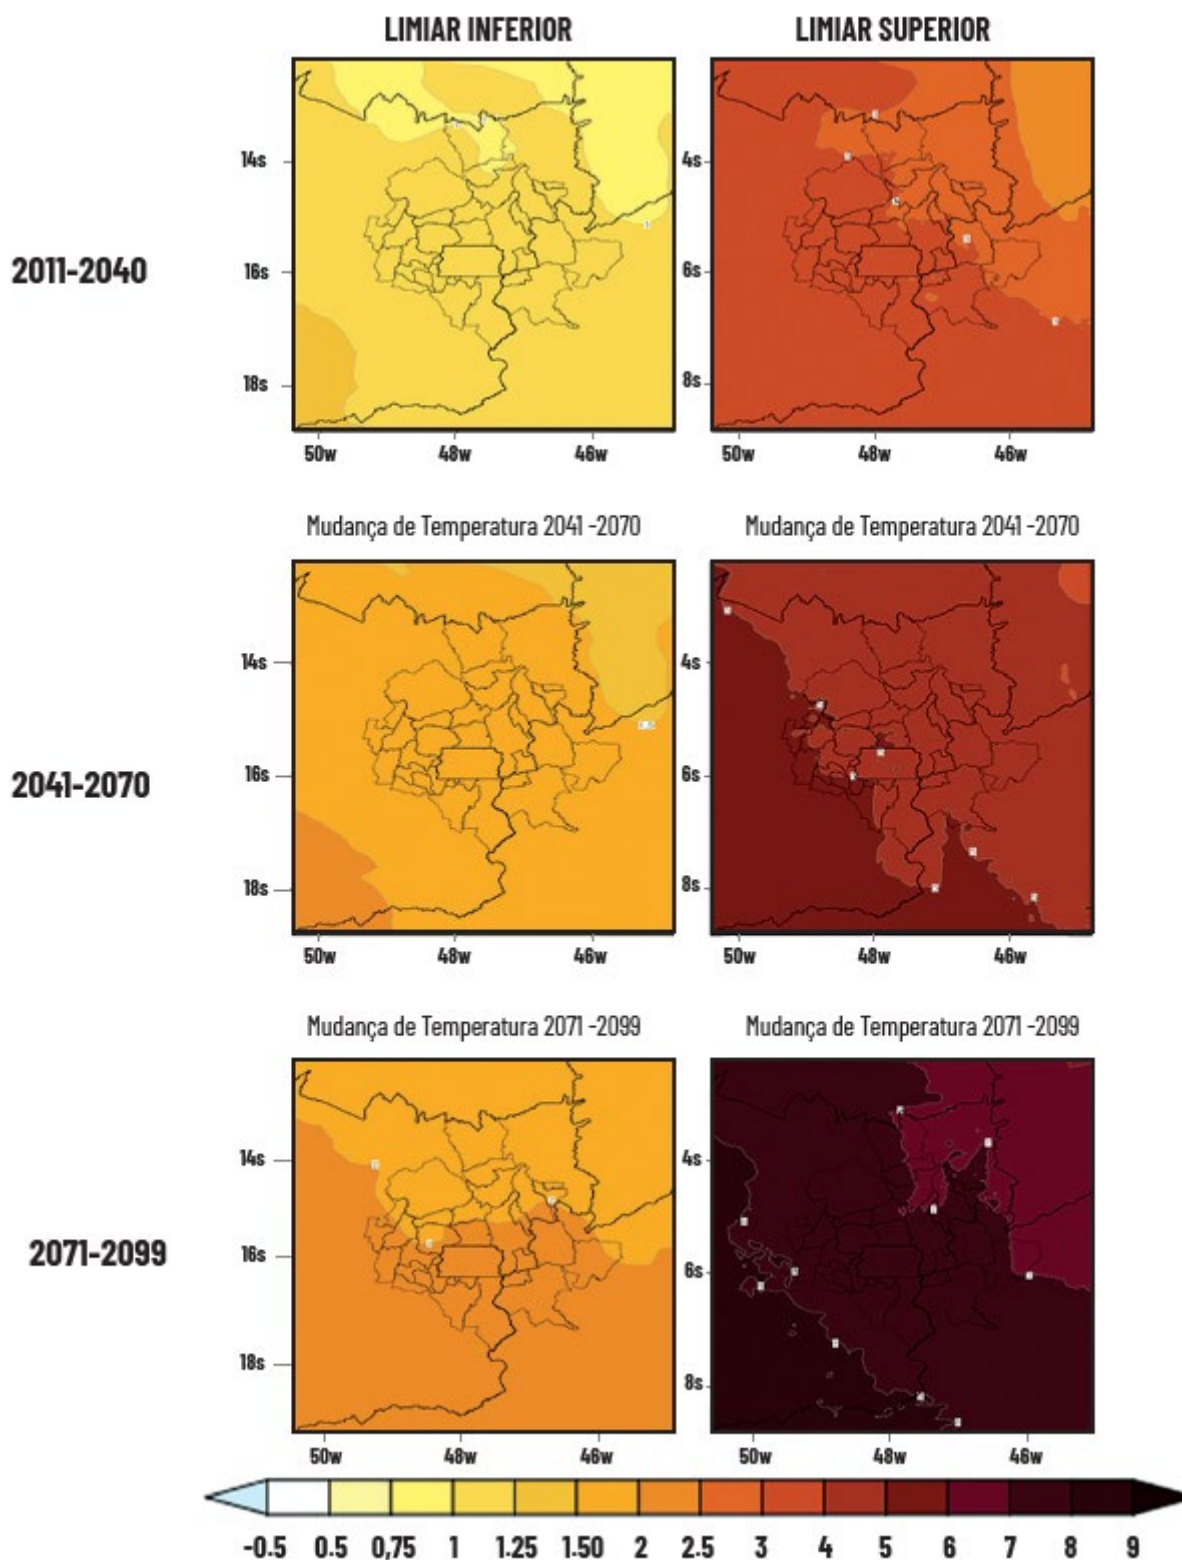 LIMIAR INFERIOR LIMIAR SUPERIOR
2011-2040
14s
16s
18s
50w 48w 46w
4s
6s
8s
50w 48w 46w
Mudança de Temperatura 2041 -2070 Mudança de Temperatura 2041 -2070
2041-2070
14s
16s
18s
50w 48w 46w
4s
6s
8s
50w 48w 46w
Mudança de Temperatura 2071 -2099 Mudança de Temperatura 2071 -2099
2071-2099
14s
16s
18s
50w 48w 46w
4s
6s
8s
50w 48w 46w
-0.5 0.5 0,75 1 1.25 1.50 2 2.5 3 4 5 6 7 8 9